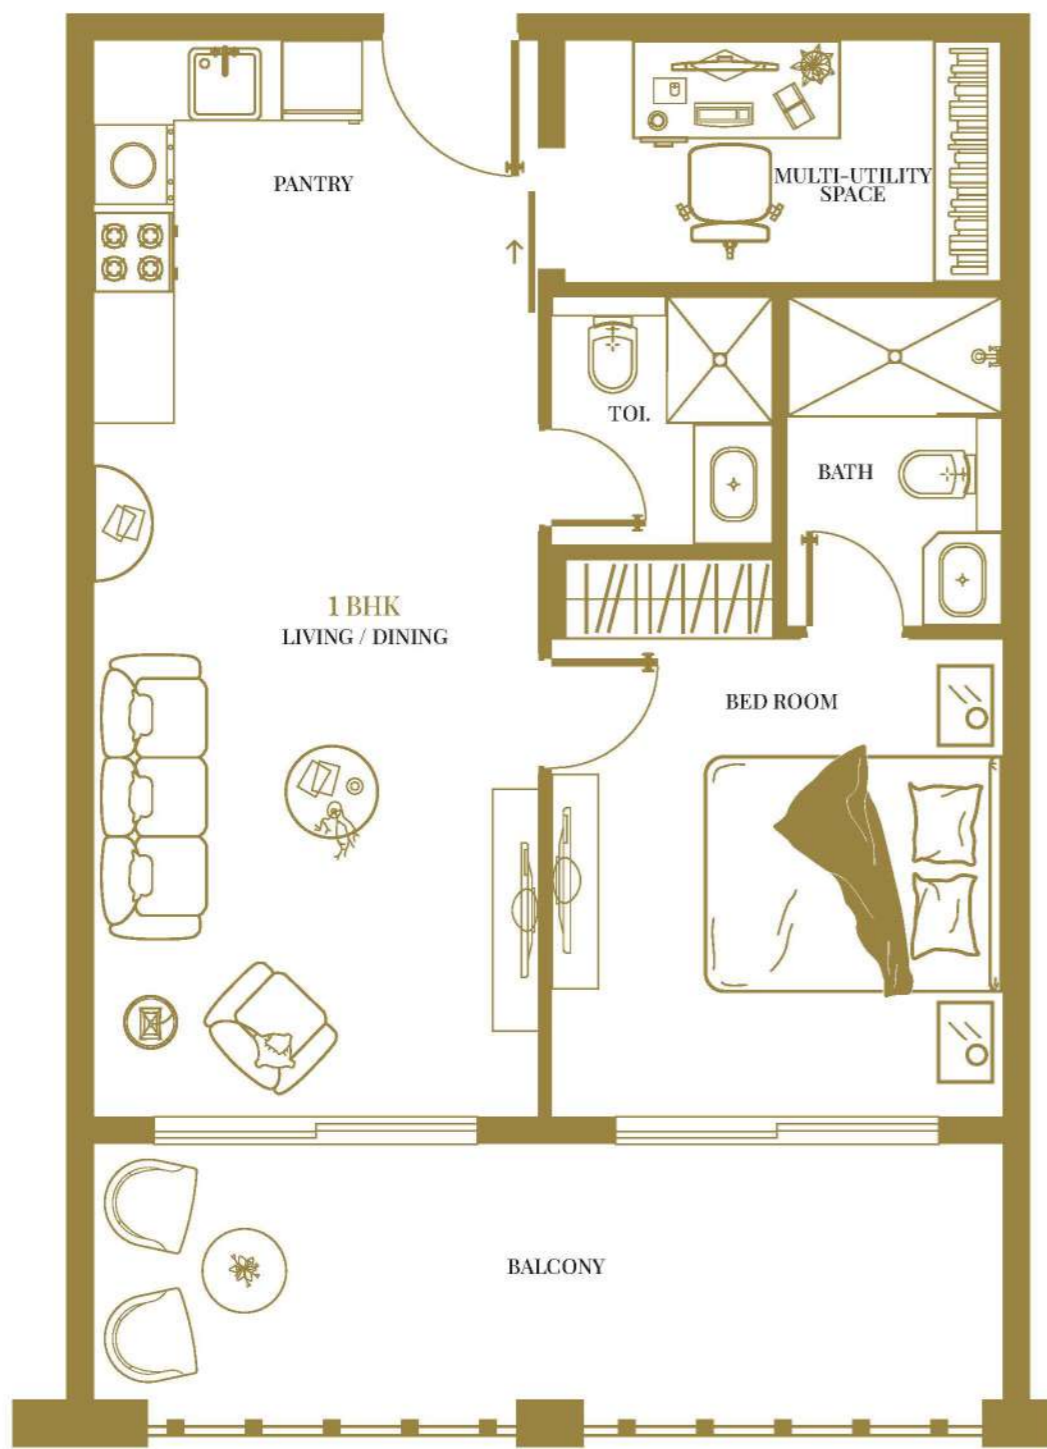 PANTRY
MULTI-UTILITY
SPACE
TOI.
BATH
1 BHK
LIVING / DINING
BED ROOM
BALCONY